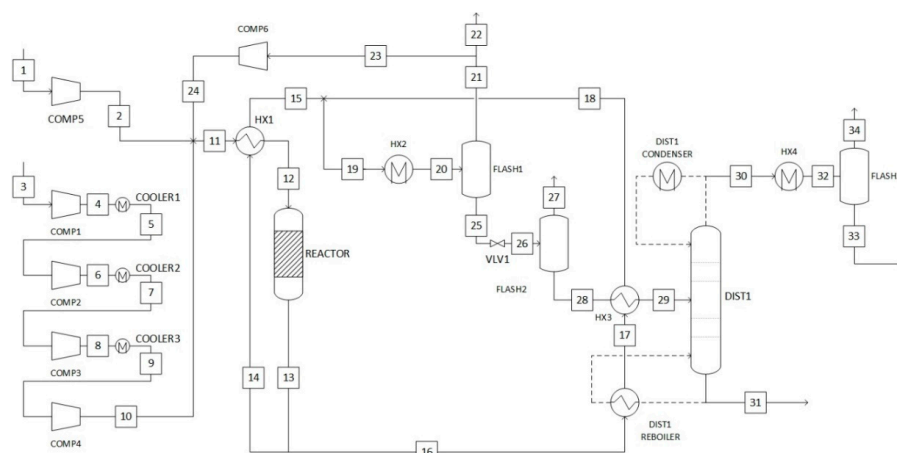 COMP6
22
1
23
24
21
15
18
COMP5
2
HX1
11
HX2
DIST1
CONDENSER
HX4
34
3
12
19
20
FLASH1
30
32
FLASH
4
COOLER1
5
27
25
33
COMP1
REACTOR
VLV1
26
6
COOLER2
7
FLASH2
DIST1
COMP2
28
29
HX3
17
8
COOLER3
9
14
13
COMP3
10
31
COMP4
DIST1
REBOILER
16